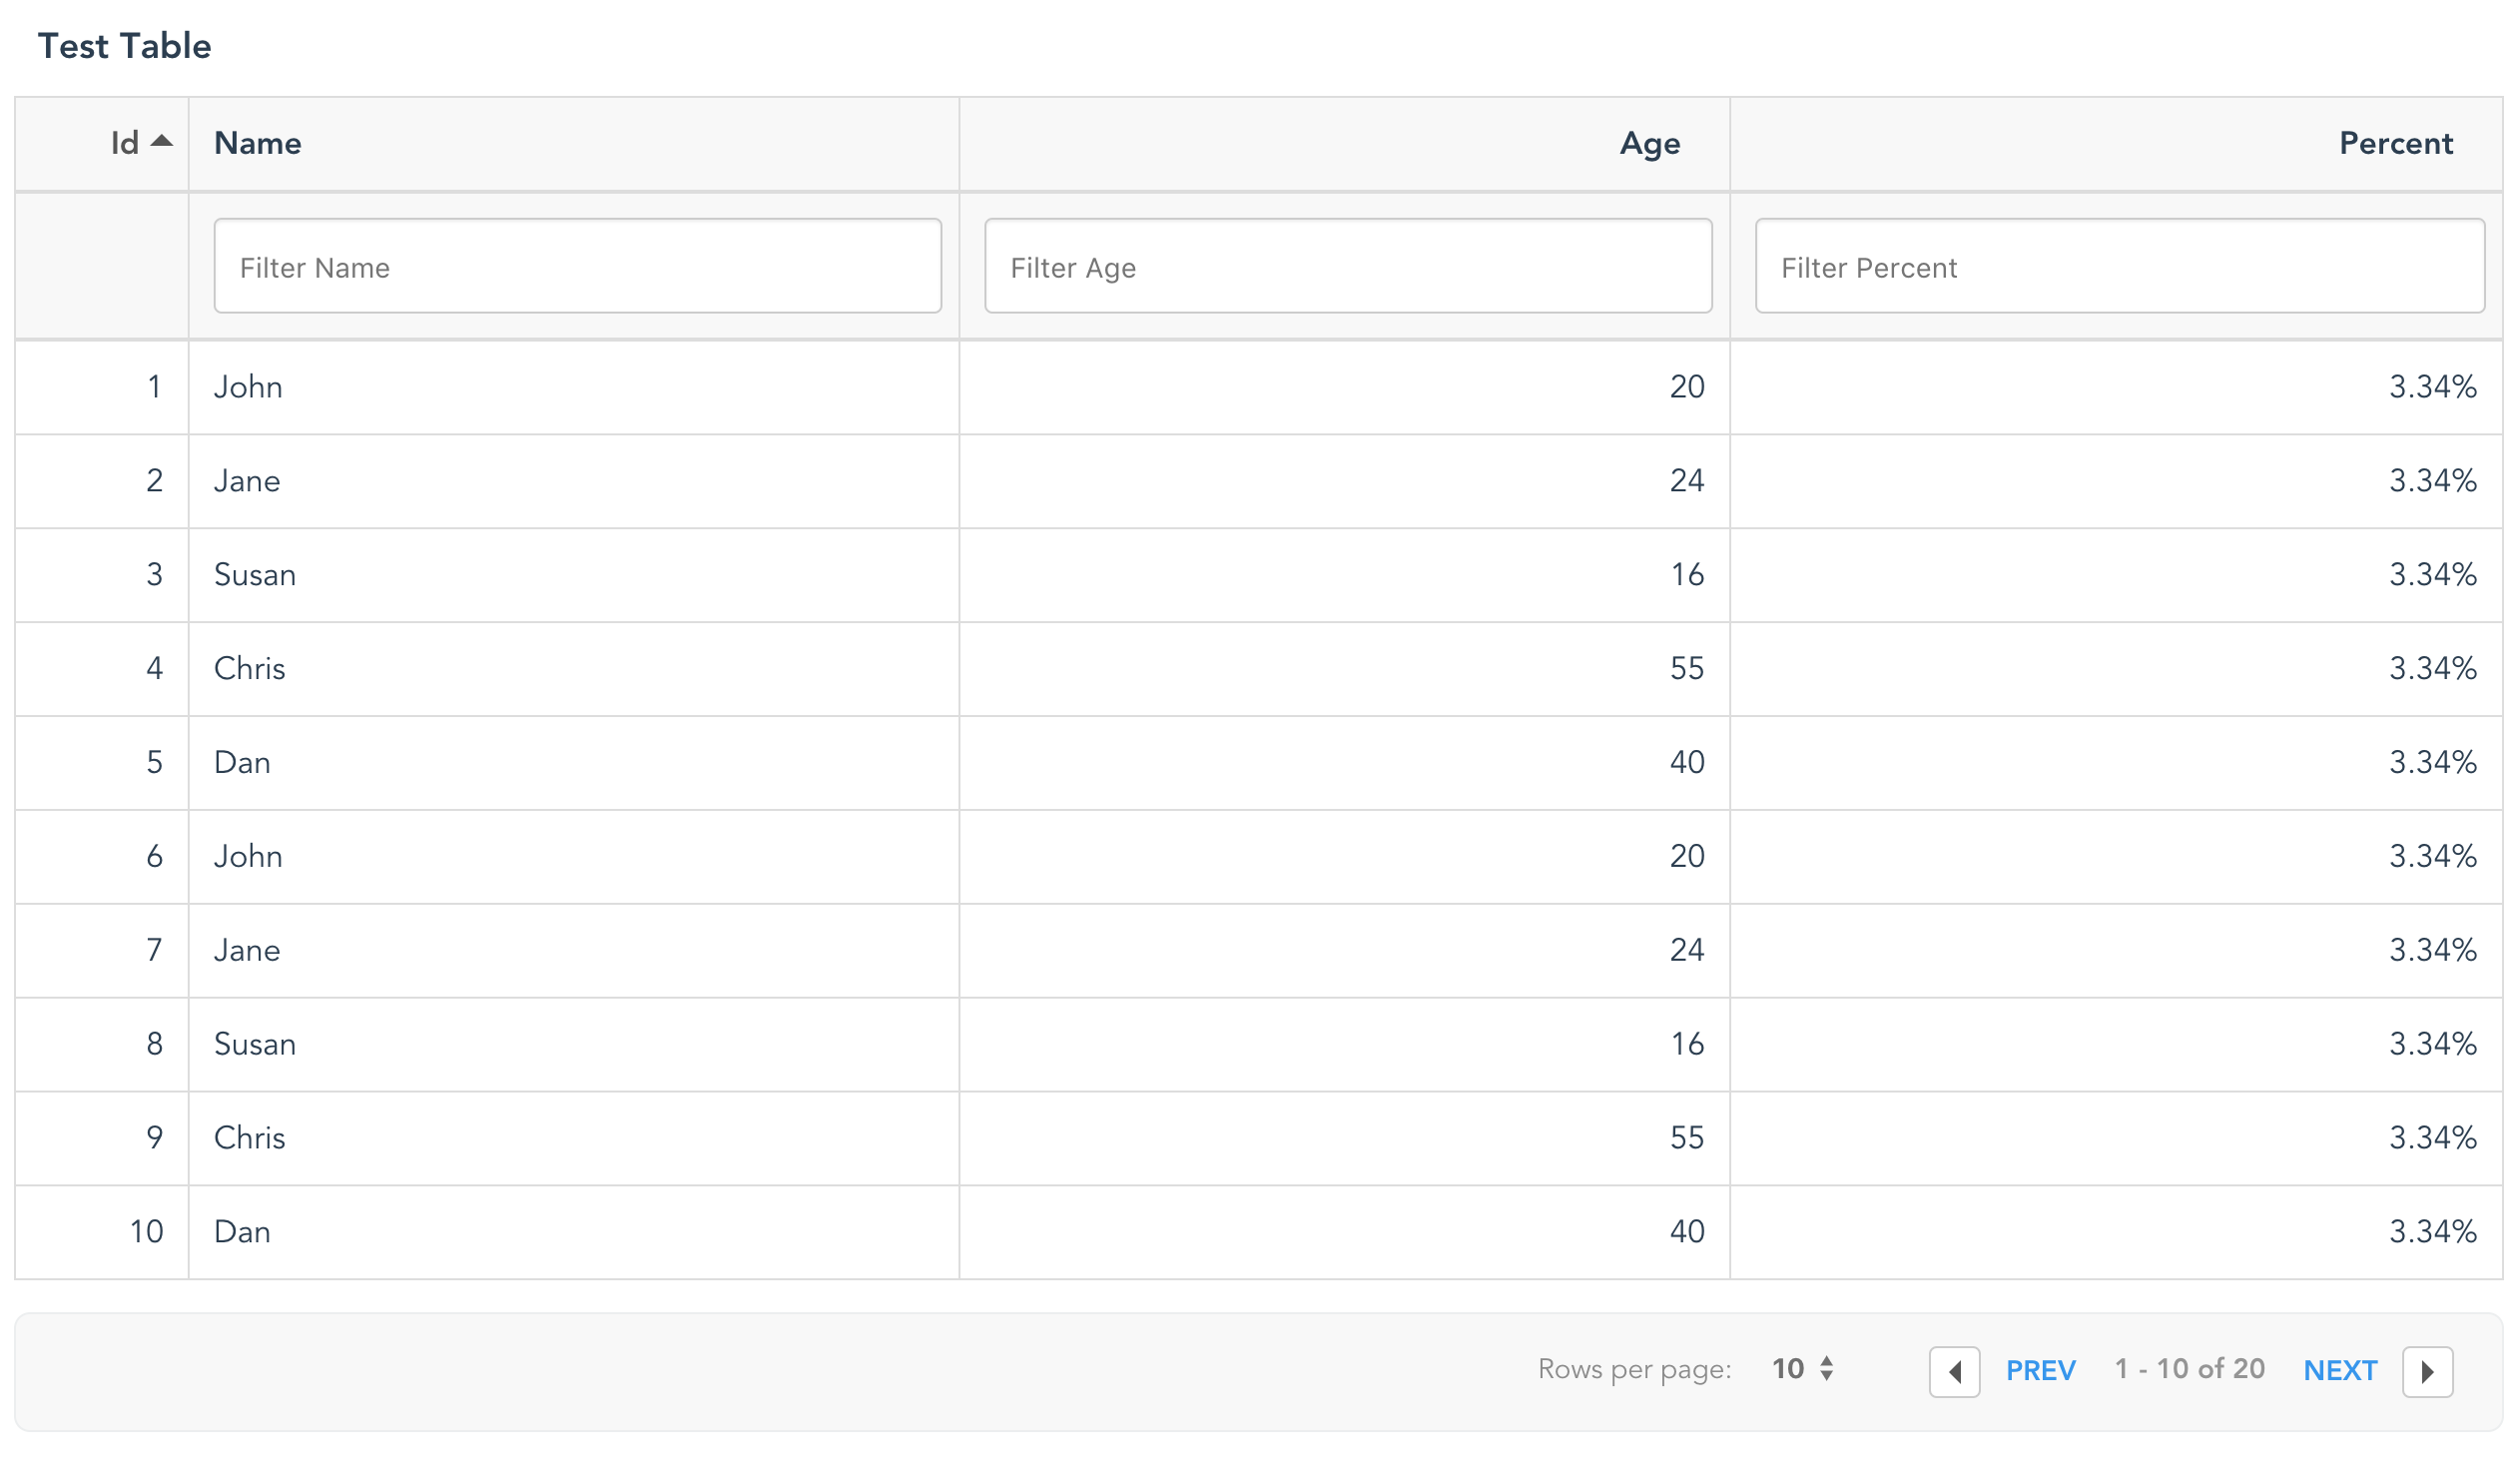 Test Table
Id Name Age Percent
Filter Name Filter Age Filter Percent
1 John 20 3.34%
2 Jane 24 3.34%
3 Susan 16 3.34%
4 Chris 55 3.34%
5 Dan 40 3.34%
6 John 20 3.34%
7 Jane 24 3.34%
8 Susan 16 3.34%
9 Chris 55 3.34%
10 Dan 40 3.34%
Rows per page: 10 PREV 1 - 10 of 20 NEXT